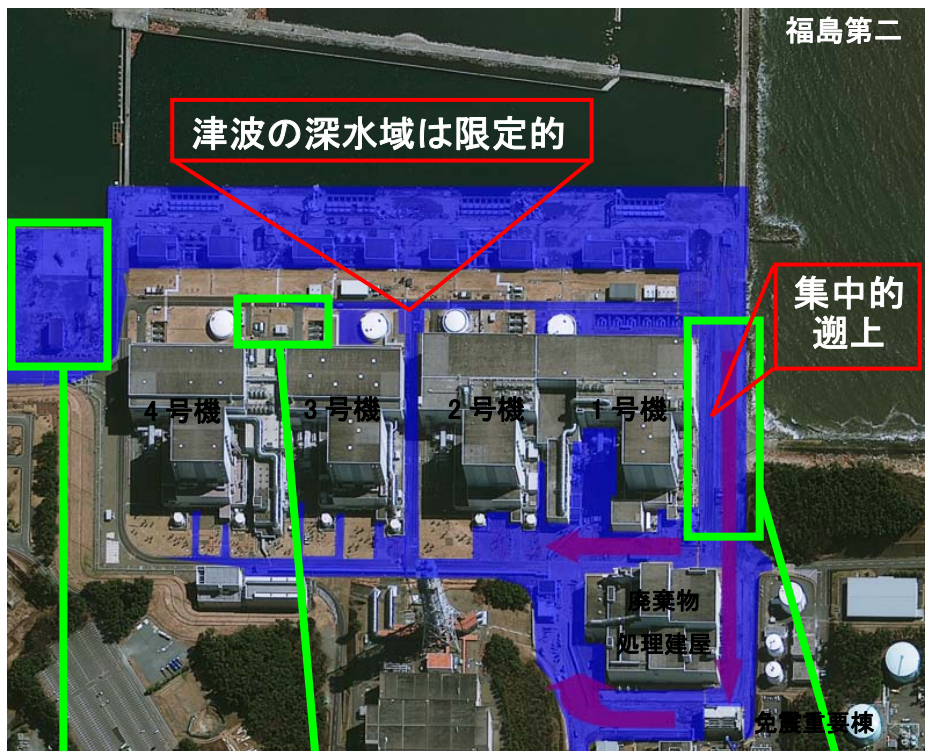 福島第二
津波の深水域は限定的
集中的
遡上
4号機
3号機
2号機
1号機
廃棄物
処理建屋
免震重要棟